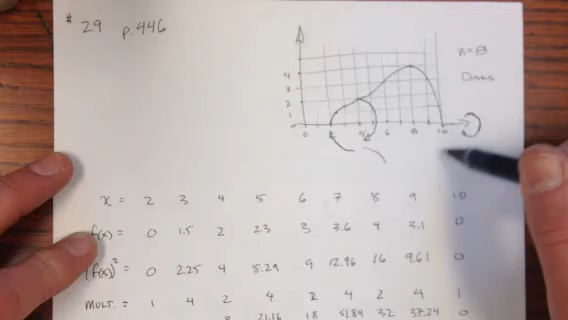 # 29 p.446
n=8
4
3
2
1
0 4 6 8 10
x = 2 3 4 5 6 7 8 9 10
f(x) = 0 1.5 2 2.3 3 3.6 4 3.1 0
(f(x))² = 0 2.25 4 5.29 9 12.96 16 9.61 0
MULT. = 1 4 2 4 2 4 2 4 1
8 21.16 18 51.84 32 37.24 0